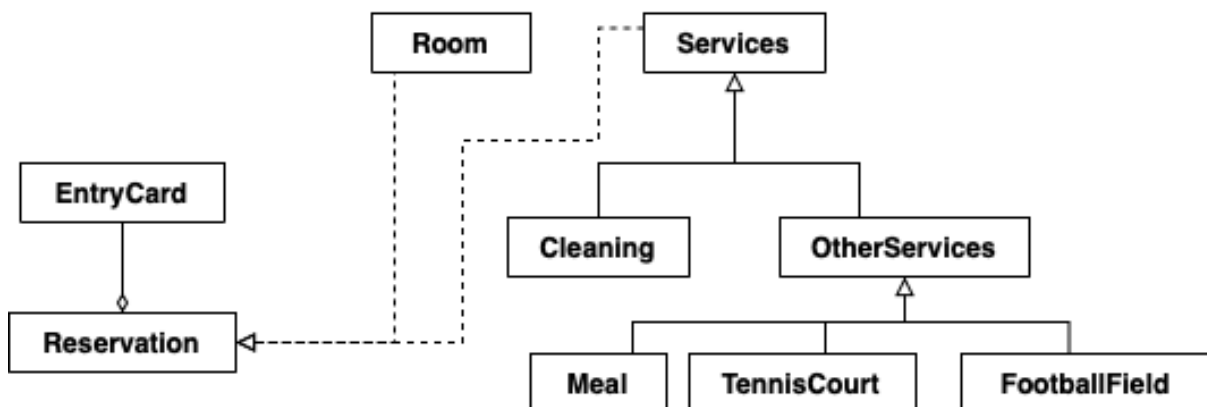 Room
Services
EntryCard
Cleaning
OtherServices
Reservation
Meal
TennisCourt
FootballField